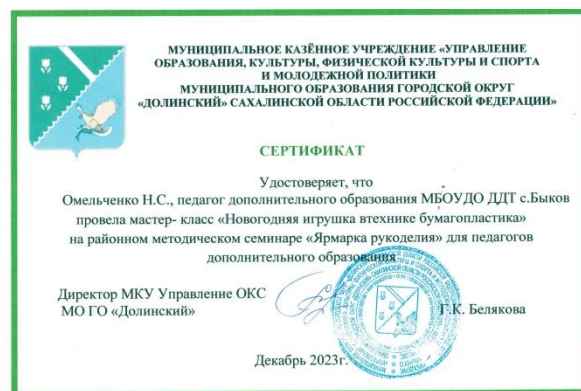 МУНИЦИПАЛЬНОЕ КАЗЁННОЕ УЧРЕЖДЕНИЕ «УПРАВЛЕНИЕ
ОБРАЗОВАНИЯ, КУЛЬТУРЫ, ФИЗИЧЕСКОЙ КУЛЬТУРЫ И СПОРТА
И МОЛОДЕЖНОЙ ПОЛИТИКИ
МУНИЦИПАЛЬНОГО ОБРАЗОВАНИЯ ГОРОДСКОЙ ОКРУГ
«ДОЛИНСКИЙ» САХАЛИНСКОЙ ОБЛАСТИ РОССИЙСКОЙ ФЕДЕРАЦИИ»
СЕРТИФИКАТ
Удостоверяет, что
Омельченко Н.С., педагог дополнительного образования МБОУДО ДДТ с.Быков
провела мастер- класс «Новогодняя игрушка втехнике бумагопластика»
на районном методическом семинаре «Ярмарка рукоделия» для педагогов
дополнительного образования
Директор МКУ Управление ОКС
МО ГО «Долинский» Г.К. Белякова
Декабрь 2023г.